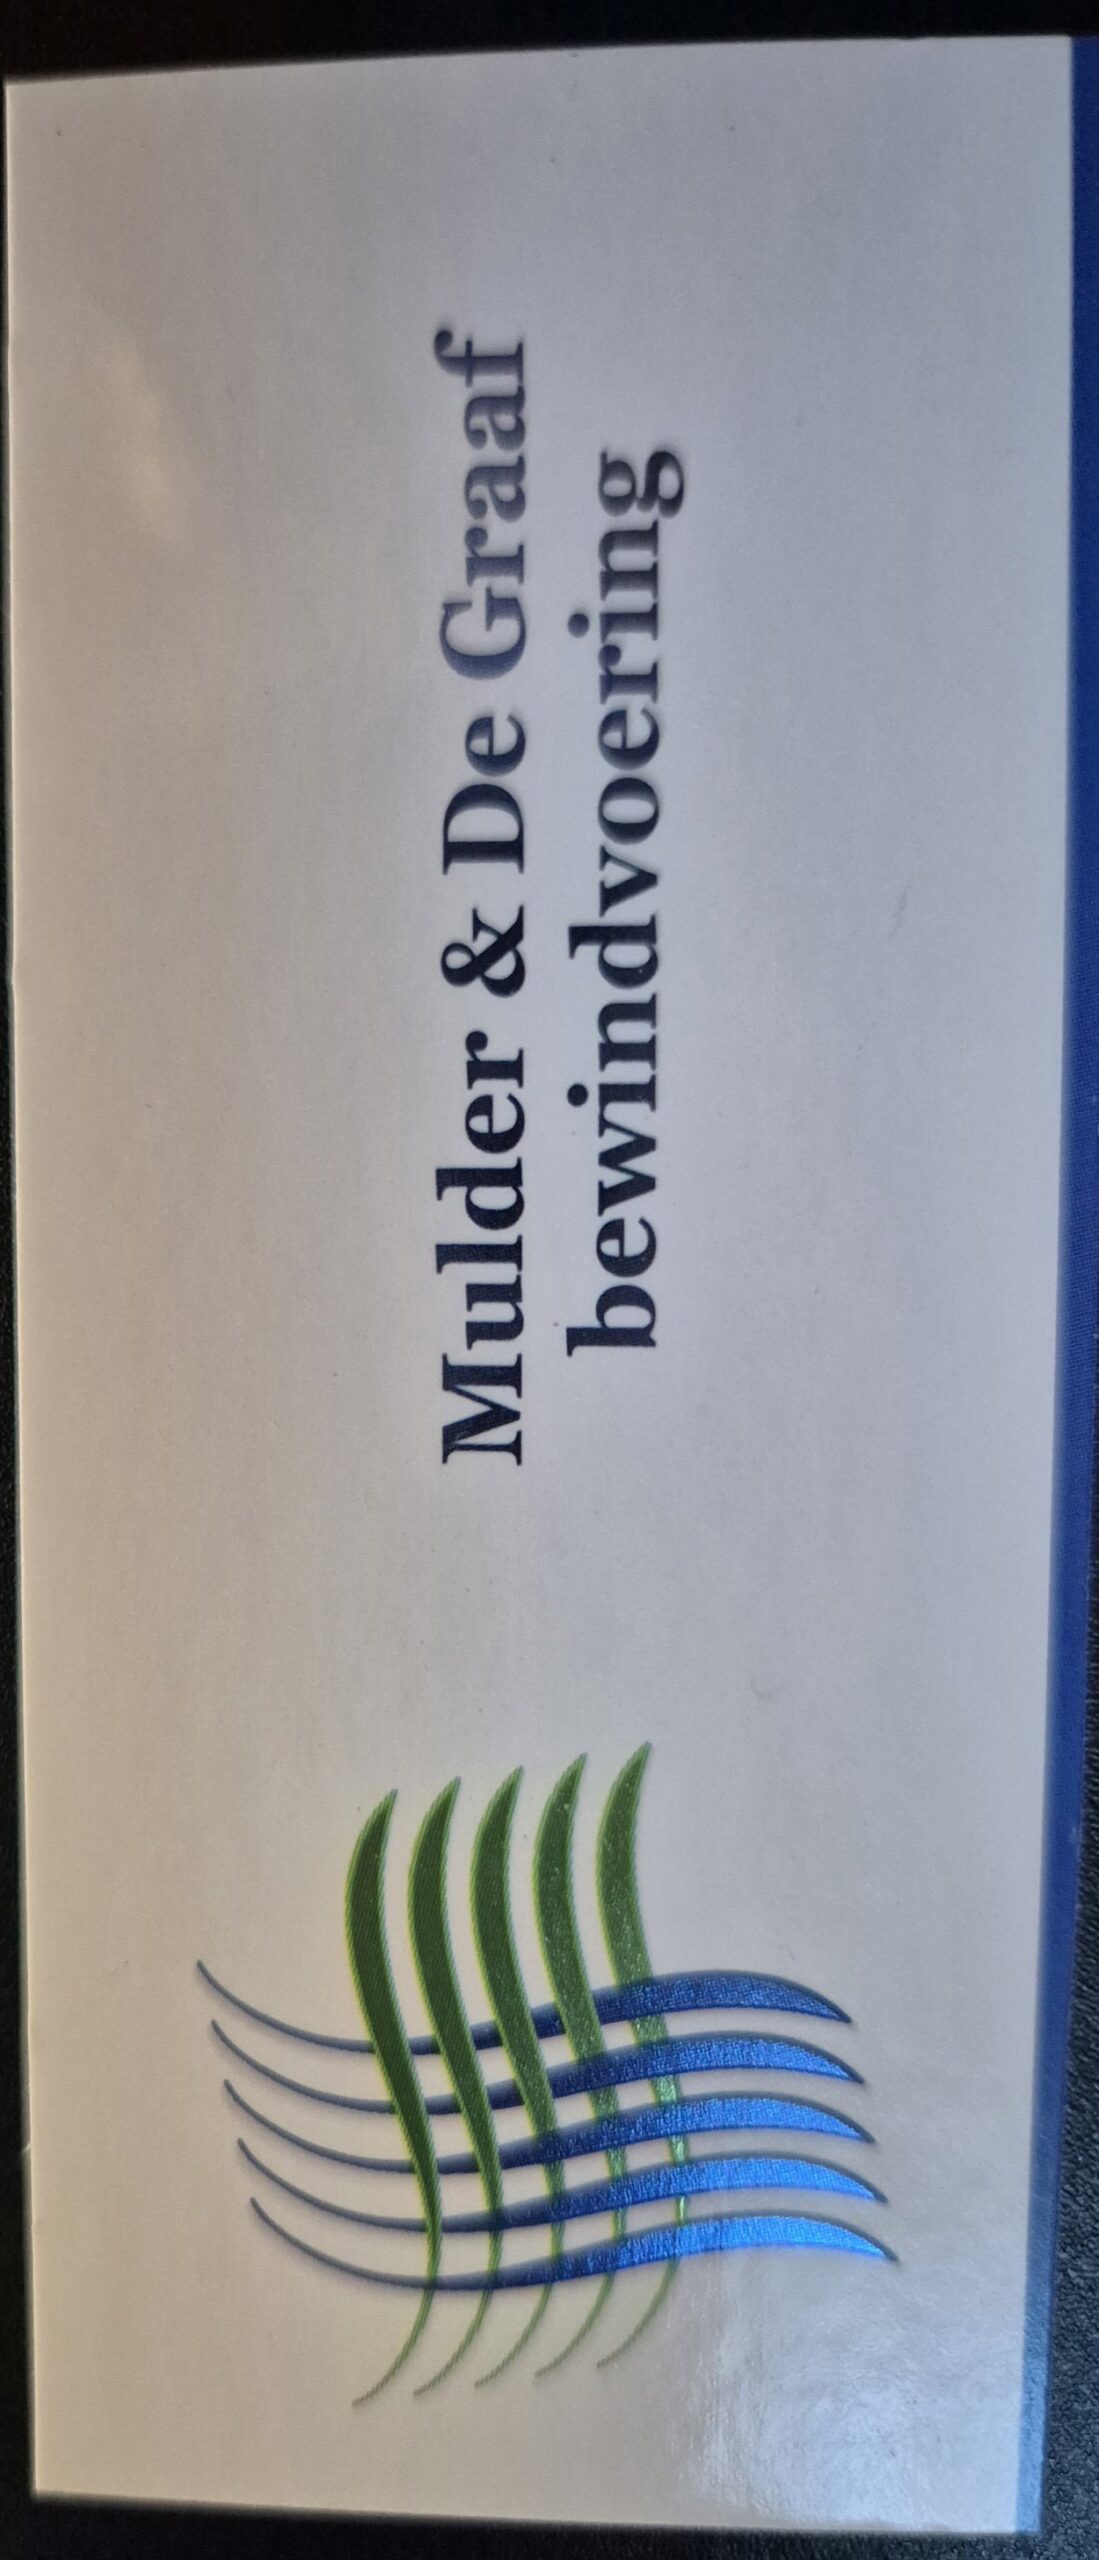 Mulder & De Graaf
bewindvoering